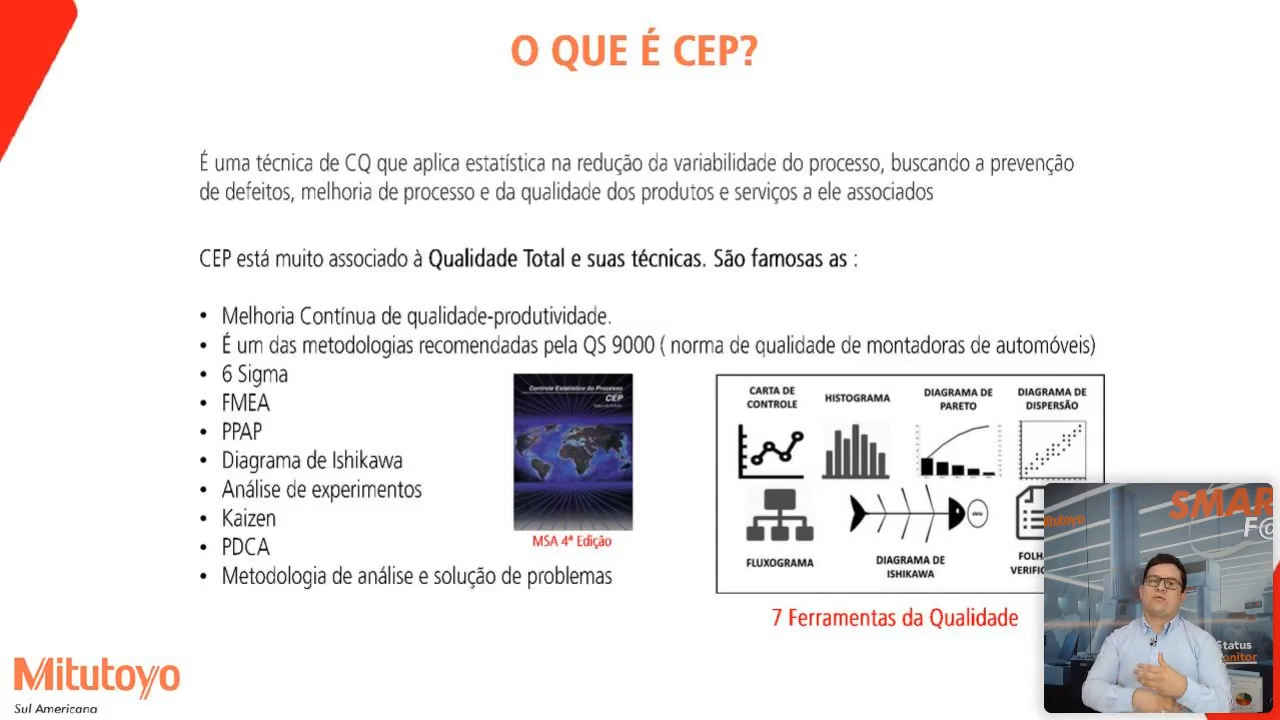 O QUE É CEP?
É uma técnica de CQ que aplica estatística na redução da variabilidade do processo, buscando a prevenção
de defeitos, melhoria de processo e da qualidade dos produtos e serviços a ele associados
CEP está muito associado à Qualidade Total e suas técnicas. São famosas as :
• Melhoria Contínua de qualidade-produtividade.
• É um das metodologias recomendadas pela QS 9000 ( norma de qualidade de montadoras de automóveis)
• 6 Sigma
• FMEA
• PPAP
• Diagrama de Ishikawa
• Análise de experimentos
• Kaizen
• PDCA
• Metodologia de análise e solução de problemas
Controle Estatístico do Processo
CEP
MSA 4ª Edição
CARTA DE
CONTROLE
HISTOGRAMA
DIAGRAMA DE
PARETO
DIAGRAMA DE
DISPERSÃO
FLUXOGRAMA
DIAGRAMA DE
ISHIKAWA
FOLH
VERIFI
7 Ferramentas da Qualidade
Mitutoyo
SMAR
F@
Status
onitor
Mitutoyo
Sul Americana